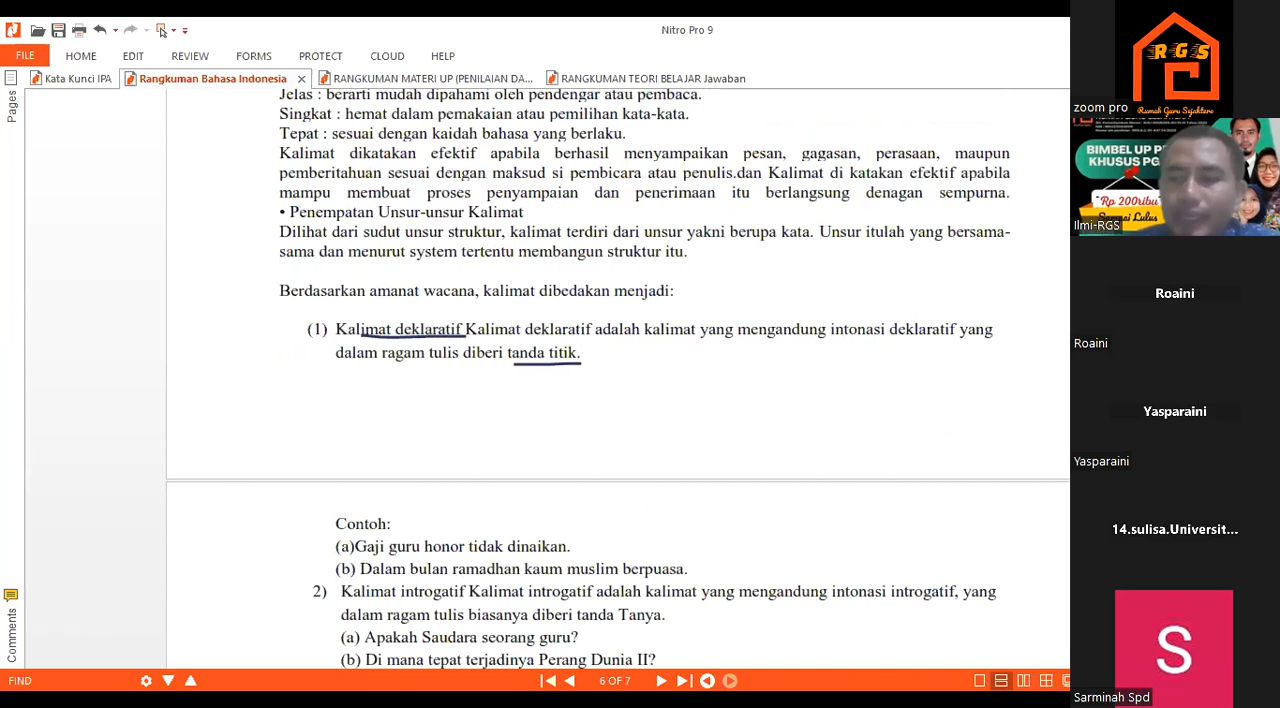 Nitro Pro 9
FILE HOME EDIT REVIEW FORMS PROTECT CLOUD HELP
Kata Kunci IPA Rangkuman Bahasa Indonesia RANGKUMAN MATERI UP (PENILAIAN DA... RANGKUMAN TEORI BELAJAR Jawaban
Pages
Jelas : berarti mudah dipahami oleh pendengar atau pembaca.
Singkat : hemat dalam pemakaian atau pemilihan kata-kata.
Tepat : sesuai dengan kaidah bahasa yang berlaku.
Kalimat dikatakan efektif apabila berhasil menyampaikan pesan, gagasan, perasaan, maupun
pemberitahuan sesuai dengan maksud si pembicara atau penulis.dan Kalimat di katakan efektif apabila
mampu membuat proses penyampaian dan penerimaan itu berlangsung denagan sempurna.
• Penempatan Unsur-unsur Kalimat
Dilihat dari sudut unsur struktur, kalimat terdiri dari unsur yakni berupa kata. Unsur itulah yang bersama-
sama dan menurut system tertentu membangun struktur itu.
Berdasarkan amanat wacana, kalimat dibedakan menjadi:
(1) Kalimat deklaratif Kalimat deklaratif adalah kalimat yang mengandung intonasi deklaratif yang
dalam ragam tulis diberi tanda titik.
Contoh:
(a)Gaji guru honor tidak dinaikan.
(b) Dalam bulan ramadhan kaum muslim berpuasa.
2) Kalimat introgatif Kalimat introgatif adalah kalimat yang mengandung intonasi introgatif, yang
dalam ragam tulis biasanya diberi tanda Tanya.
(a) Apakah Saudara seorang guru?
(b) Di mana tepat terjadinya Perang Dunia II?
Comments
FIND
6 OF 7
RGS
Rumah Guru Sejahtera
zoom pro
BIMBEL UP
KHUSUS PG
Rp 200ribu
Sampai Lulus
Ilmi-RGS
Roaini
Roaini
Yasparaini
Yasparaini
14.sulisa.Universit...
S
Sarminah Spd